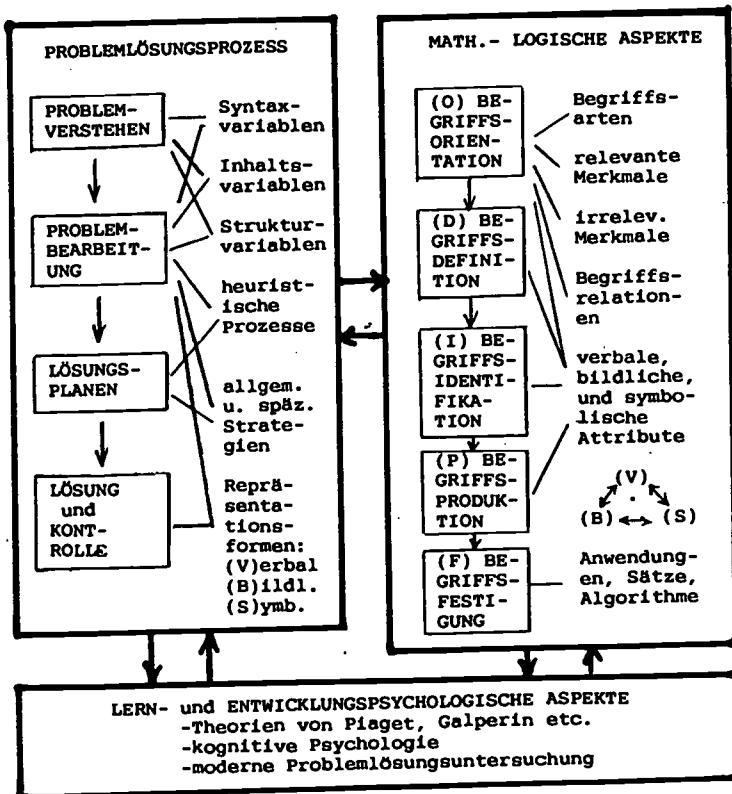 PROBLEMLÖSUNGSPROZESS
PROBLEM-
VERSTEHEN
PROBLEM-
BEARBEIT-
UNG
LÖSUNGS-
PLANEN
LÖSUNG
und
KONT-
ROLLE
Syntax-
variablen
Inhalts-
variablen
Struktur-
variablen
heurist-
ische
Prozesse
allgem.
u. späz.
Strate-
gien
Reprä-
senta-
tions-
formen:
(V)erbal
(B)ildl.
(S)ymb.
MATH.- LOGISCHE ASPEKTE
(O) BE-
GRIFFS-
ORIEN-
TATION
(D) BE-
GRIFFS-
DEFINI-
TION
(I) BE-
GRIFFS-
IDENTI-
FIKA-
TION
(P) BE-
GRIFFS-
PRODUK-
TION
(F) BE-
GRIFFS-
FESTI-
GUNG
Begriffs-
arten
relevante
Merkmale
irrelev.
Merkmale
Begriffs-
relation-
en
verbale,
bildliche,
und symbo-
lische
Attribute
(V)
(B) (S)
Anwendung-
en, Sätze,
Algorithme
LERN- und ENTWICKLUNGSPSYCHOLOGISCHE ASPEKTE
-Theorien von Piaget, Galperin etc.
-kognitive Psychologie
-moderne Problemlösungsuntersuchung